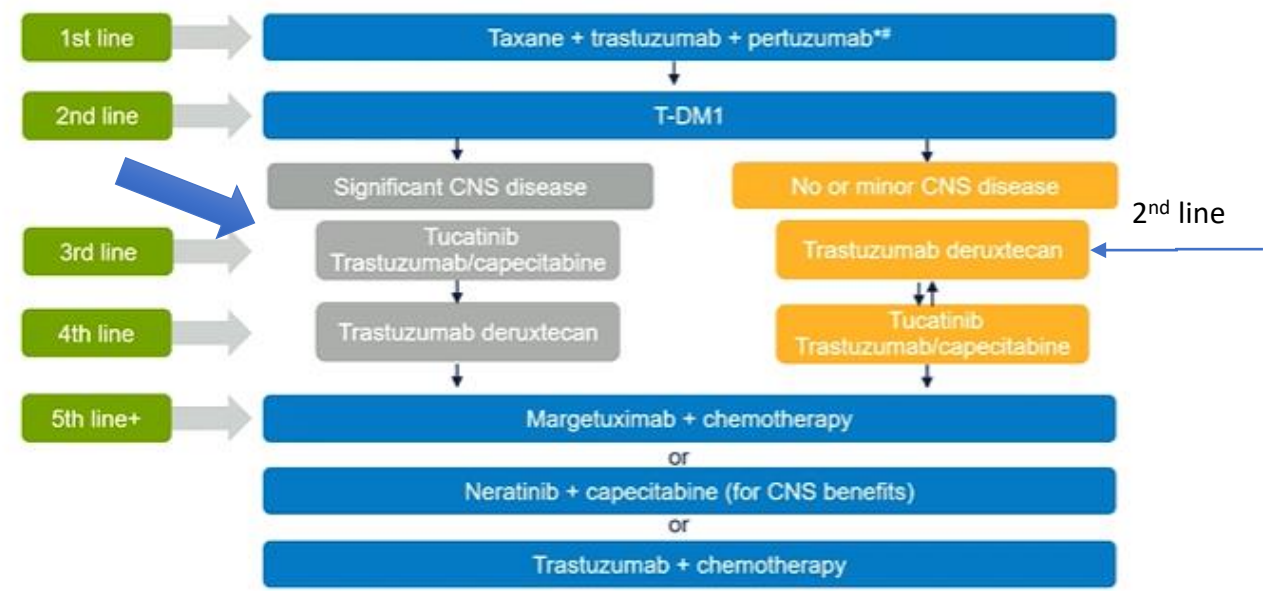 1st line
Taxane + trastuzumab + pertuzumab*#
2nd line
T-DM1
Significant CNS disease
No or minor CNS disease
2nd line
3rd line
Tucatinib
Trastuzumab/capecitabine
Trastuzumab deruxtecan
4th line
Trastuzumab deruxtecan
Tucatinib
Trastuzumab/capecitabine
5th line+
Margetuximab + chemotherapy
or
Neratinib + capecitabine (for CNS benefits)
or
Trastuzumab + chemotherapy